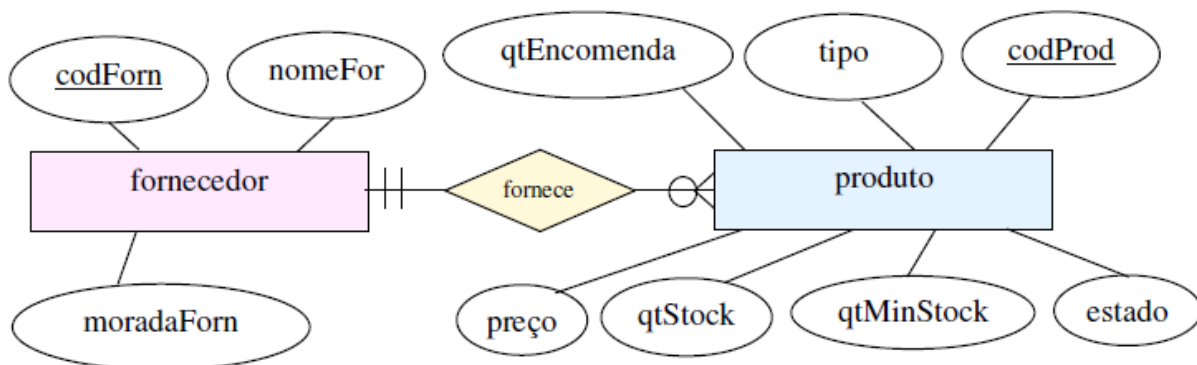 qtEncomenda
tipo
codProd
codForn
nomeFor
fornecedor
fornece
produto
moradaForn
preço
qtStock
qtMinStock
estado